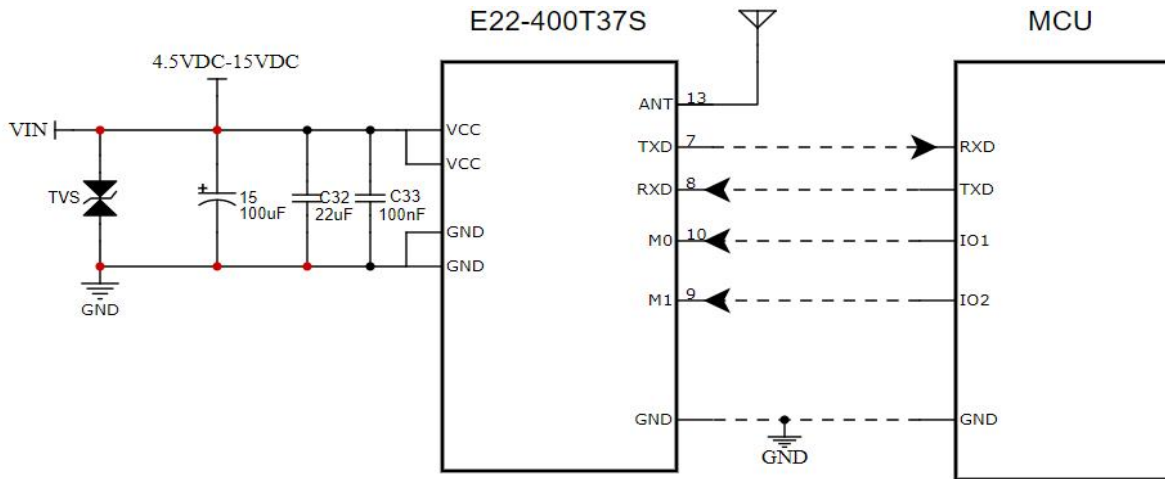 E22-400T37S
MCU
4.5VDC-15VDC
ANT 13
VIN
VCC
TXD 7
RXD
VCC
TVS
15
100uF
C32
22uF
C33
100nF
RXD 8
TXD
GND
M0 10
IO1
GND
GND
M1 9
IO2
GND
GND
GND